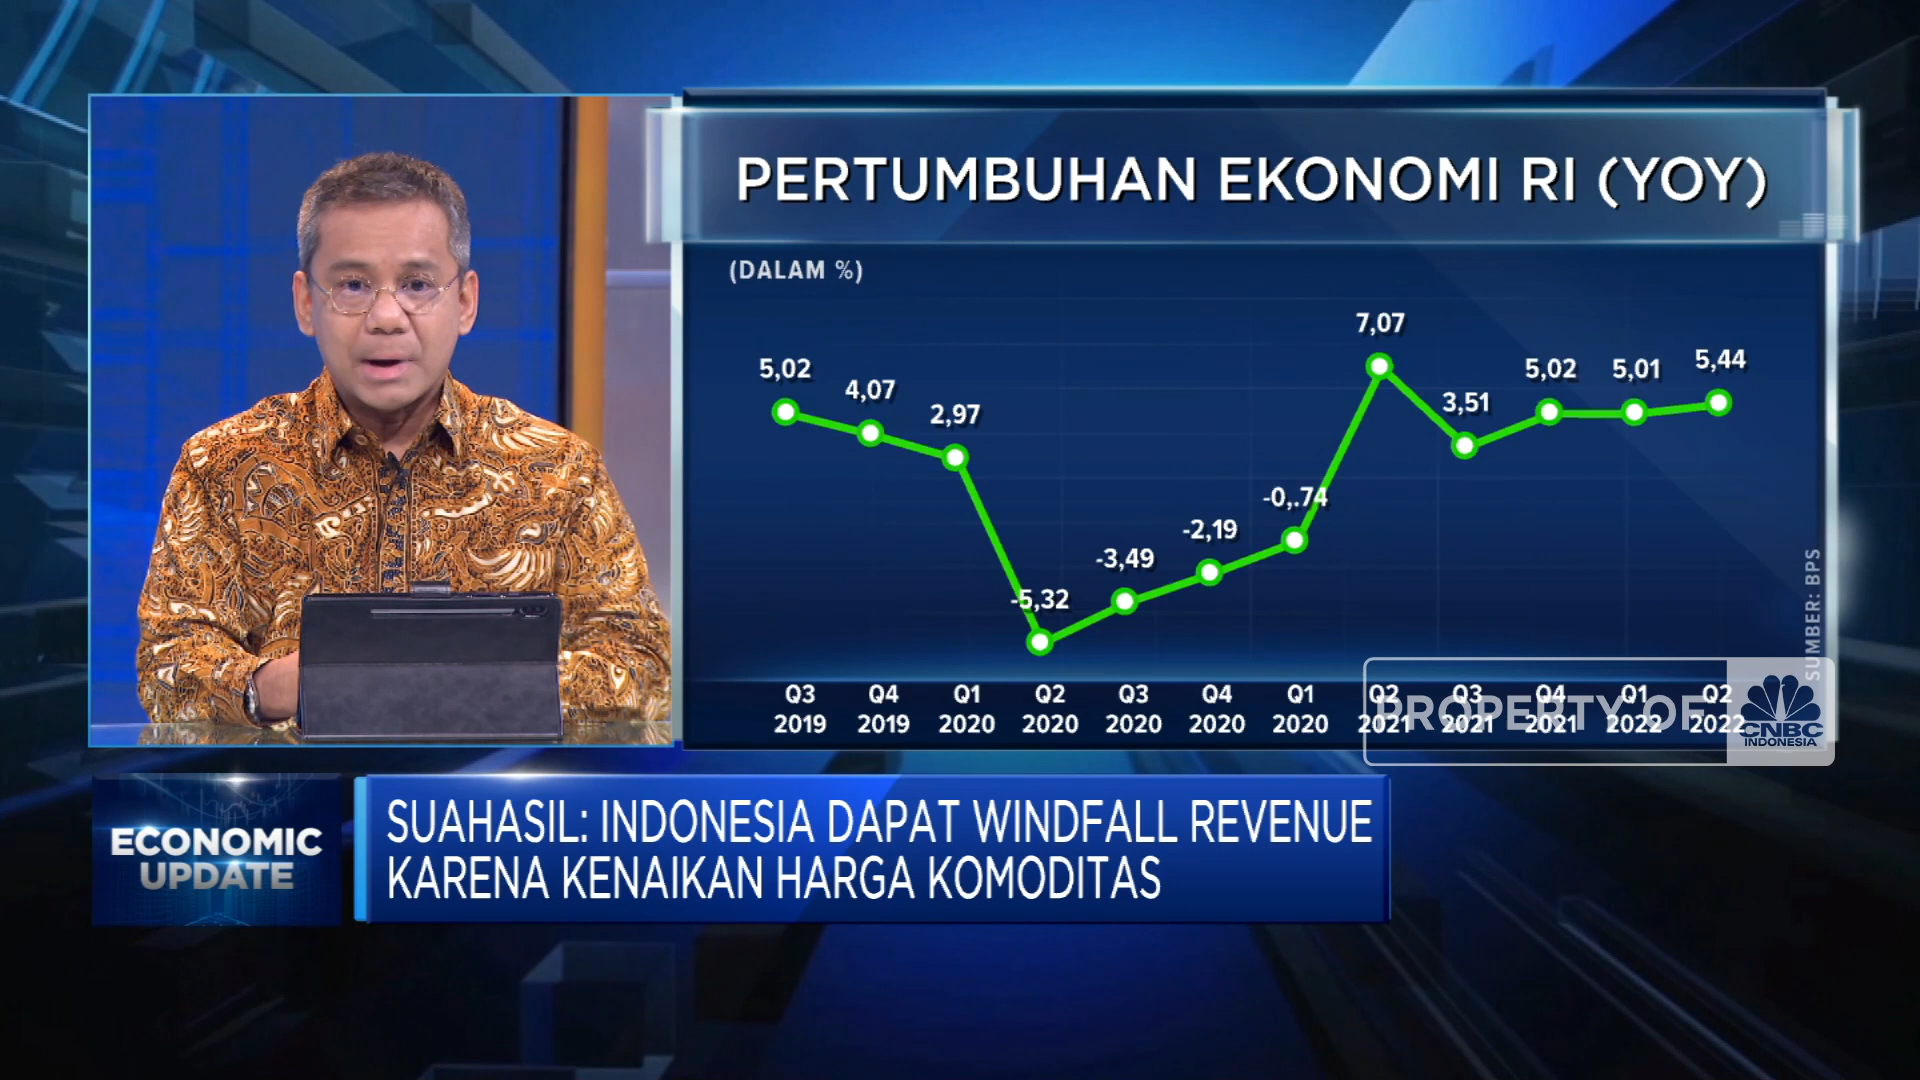 PERTUMBUHAN EKONOMI RI (YOY)
(DALAM %)
5,02
4,07
2,97
-5,32
-3,49
-2,19
-0,.74
7,07
3,51
5,02
5,01
5,44
Q3 Q4 Q1 Q2 Q3 Q4 Q1 Q2 Q3 Q4 Q1 Q2
2019 2019 2020 2020 2020 2020 2020 2021 2021 2021 2022 2022
SUMBER: BPS
PROPERTY OF
CNBC
INDONESIA
ECONOMIC
UPDATE
SUAHASIL: INDONESIA DAPAT WINDFALL REVENUE
KARENA KENAIKAN HARGA KOMODITAS